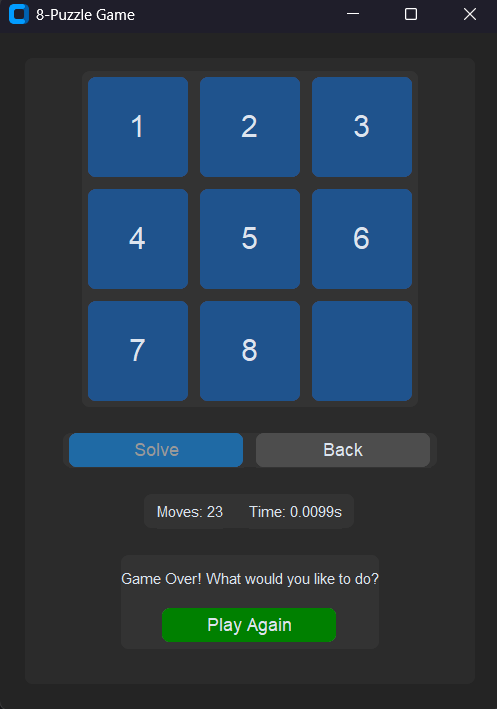 8-Puzzle Game
1 2 3
4 5 6
7 8
Solve Back
Moves: 23 Time: 0.0099s
Game Over! What would you like to do?
Play Again